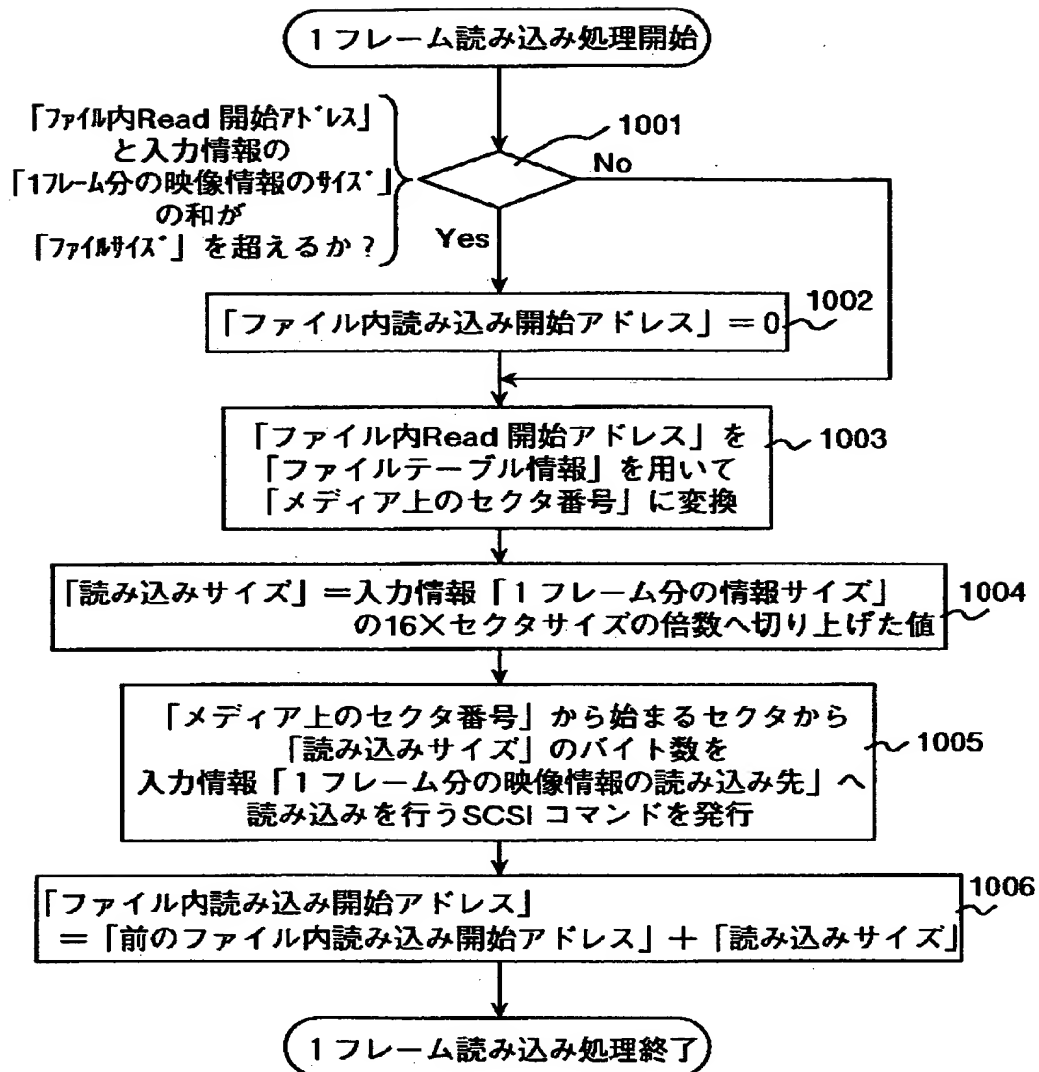 1フレーム読み込み処理開始
「ファイル内Read 開始アドレス」
と入力情報の
「1フレーム分の映像情報のサイズ」
の和が
「ファイルサイズ」を超えるか？
1001
No
Yes
「ファイル内読み込み開始アドレス」＝0
1002
「ファイル内Read 開始アドレス」を
「ファイルテーブル情報」を用いて
「メディア上のセクタ番号」に変換
1003
「読み込みサイズ」＝入力情報「1フレーム分の情報サイズ」
の16×セクタサイズの倍数へ切り上げた値
1004
「メディア上のセクタ番号」から始まるセクタから
「読み込みサイズ」のバイト数を
入力情報「1フレーム分の映像情報の読み込み先」へ
読み込みを行うSCSI コマンドを発行
1005
「ファイル内読み込み開始アドレス」
＝「前のファイル内読み込み開始アドレス」＋「読み込みサイズ」
1006
1フレーム読み込み処理終了